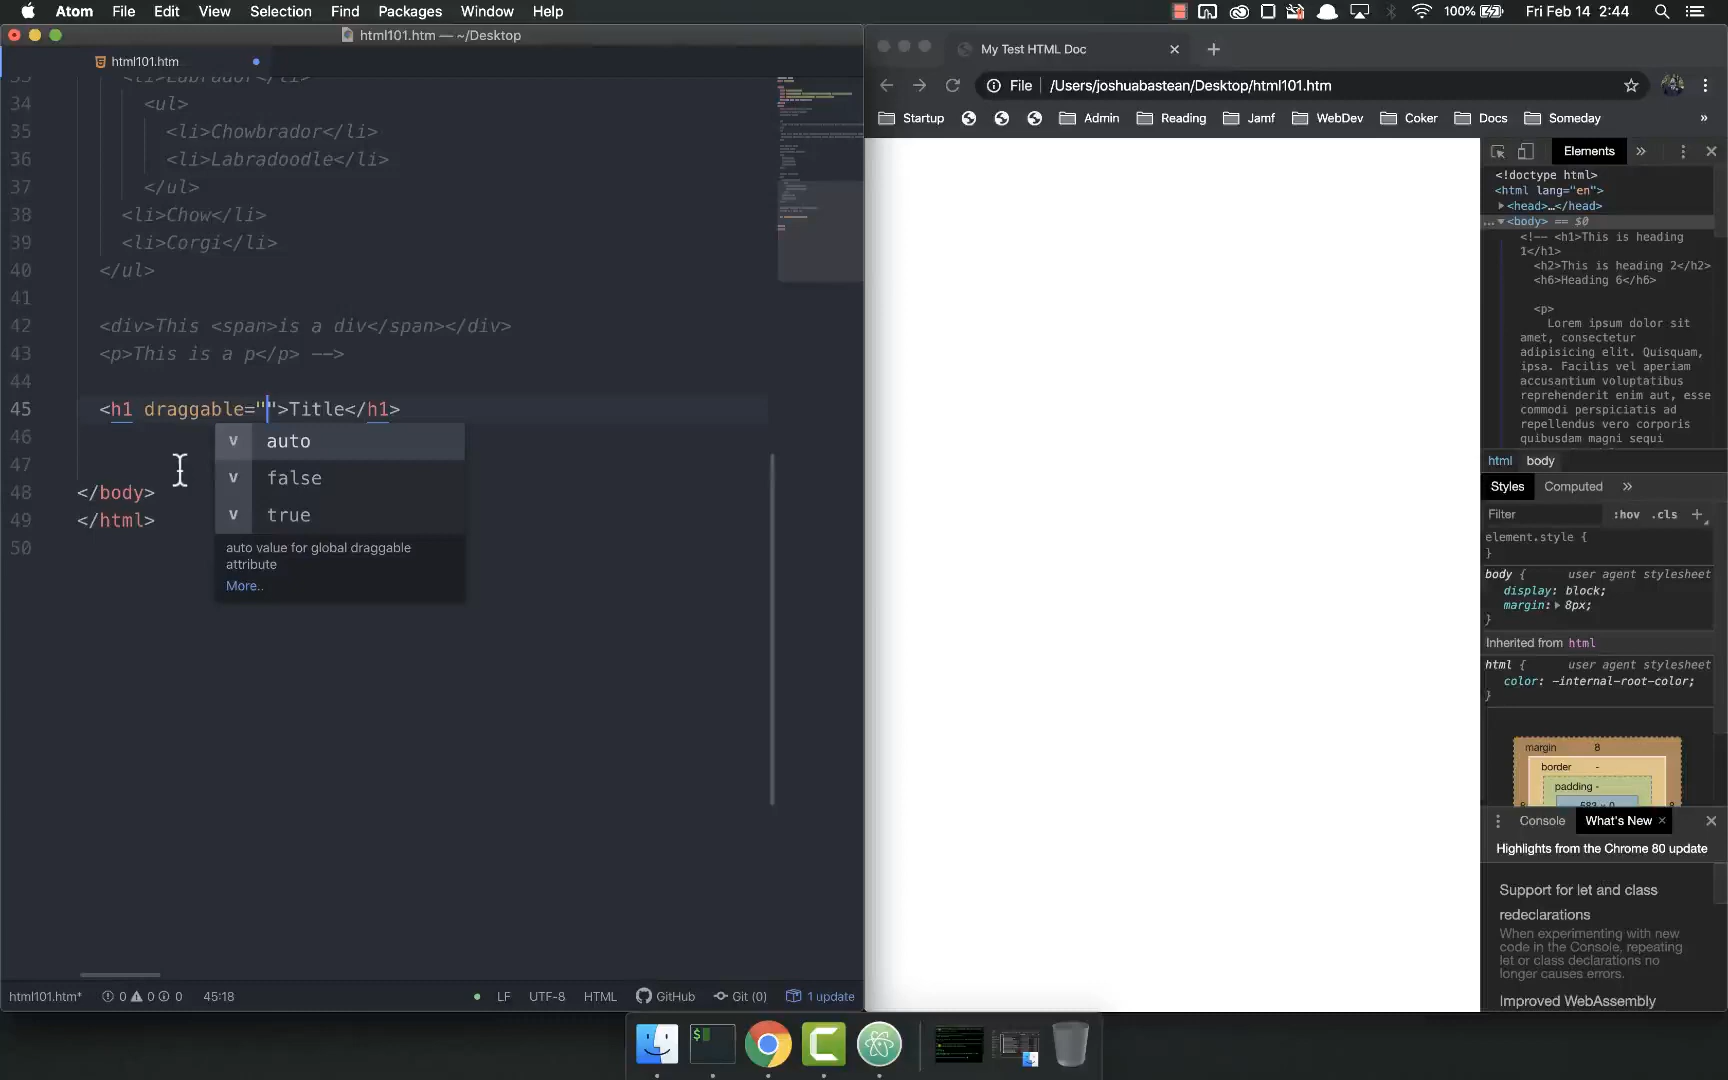 Atom File Edit View Selection Find Packages Window Help 100% Fri Feb 14 2:44
html101.htm — ~/Desktop
html101.htm
My Test HTML Doc
File /Users/joshuabastean/Desktop/html101.htm
Startup Admin Reading Jamf WebDev Coker Docs Someday »
<li>Labrador</li>
34 <ul>
35 <li>Chowbrador</li>
36 <li>Labradoodle</li>
37 </ul>
38 <li>Chow</li>
39 <li>Corgi</li>
40 </ul>
41
42 <div>This <span>is a div</span></div>
43 <p>This is a p</p> -->
44
45 <h1 draggable="">Title</h1>
46
47
48 </body>
49 </html>
50
v auto
v false
v true
auto value for global draggable
attribute
More..
html101.htm* 0 0 0 45:18 LF UTF-8 HTML GitHub Git (0) 1 update
Elements »
<!doctype html>
<html lang="en">
<head>…</head>
… <body> == $0
<!-- <h1>This is heading
1</h1>
<h2>This is heading 2</h2>
<h6>Heading 6</h6>
<p>
Lorem ipsum dolor sit
amet, consectetur
adipisicing elit. Quisquam,
ipsa. Facilis vel aperiam
accusantium voluptatibus
reprehenderit enim aut, esse
commodi perspiciatis ad
repellendus vero corporis
quibusdam magni sequi
html body
Styles Computed »
Filter :hov .cls +
element.style {
}
body { user agent stylesheet
display: block;
margin: 8px;
}
Inherited from html
html { user agent stylesheet
color: -internal-root-color;
}
margin 8
border -
padding -
8 583 × 0 8
Console What's New ×
Highlights from the Chrome 80 update
Support for let and class
redeclarations
When experimenting with new
code in the Console, repeating
let or class declarations no
longer causes errors.
Improved WebAssembly